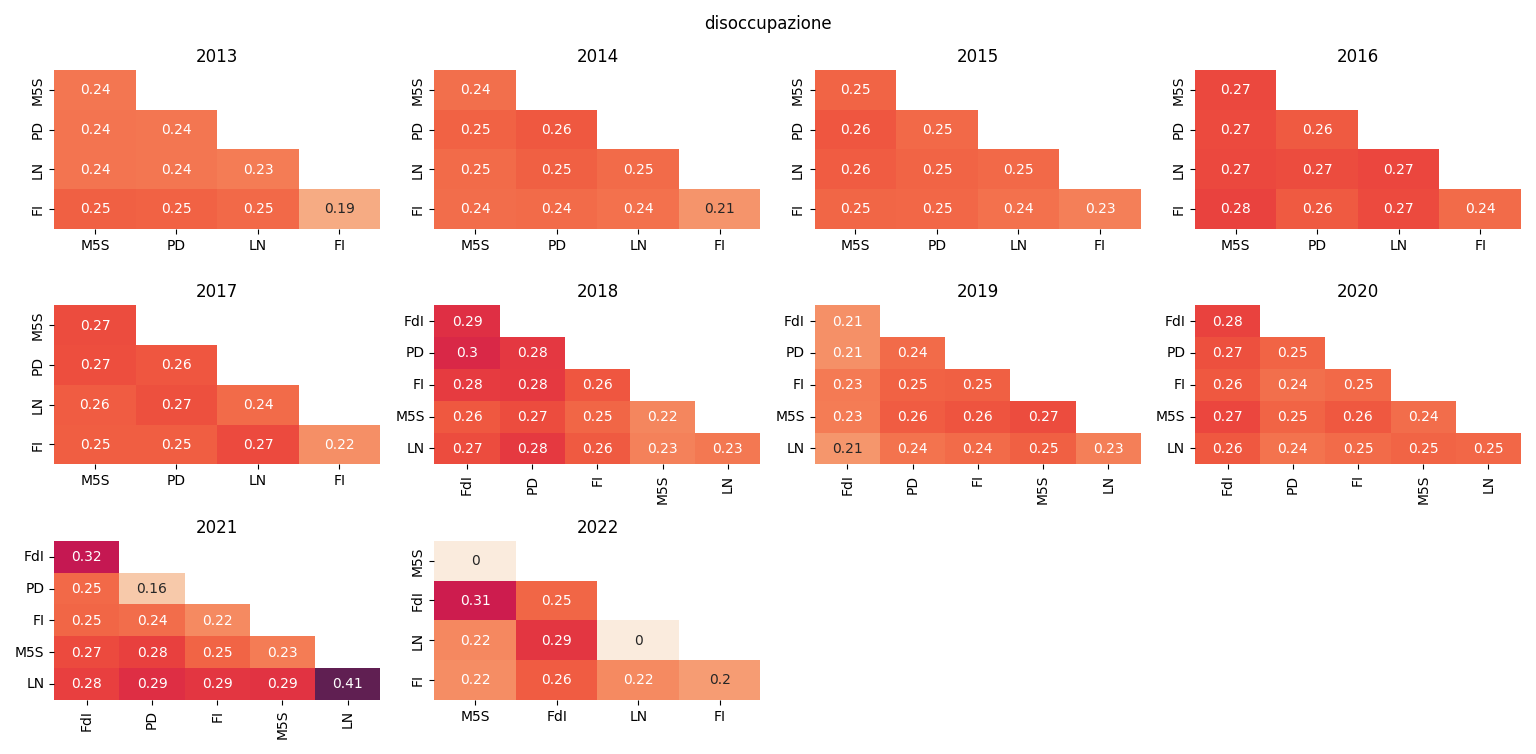 disoccupazione
2013 2014 2015 2016
M5S 0.24 M5S 0.24 M5S 0.25 M5S 0.27
PD 0.24 0.24 PD 0.25 0.26 PD 0.26 0.25 PD 0.27 0.26
LN 0.24 0.24 0.23 LN 0.25 0.25 0.25 LN 0.26 0.25 0.25 LN 0.27 0.27 0.27
FI 0.25 0.25 0.25 0.19 FI 0.24 0.24 0.24 0.21 FI 0.25 0.25 0.24 0.23 FI 0.28 0.26 0.27 0.24
M5S PD LN FI M5S PD LN FI M5S PD LN FI M5S PD LN FI
2017 2018 2019 2020
M5S 0.27
PD 0.27 0.26
LN 0.26 0.27 0.24
FI 0.25 0.25 0.27 0.22
M5S PD LN FI
FdI 0.29
PD 0.3 0.28
FI 0.28 0.28 0.26
M5S 0.26 0.27 0.25 0.22
LN 0.27 0.28 0.26 0.23 0.23
FdI PD FI M5S LN
FdI 0.21
PD 0.21 0.24
FI 0.23 0.25 0.25
M5S 0.23 0.26 0.26 0.27
LN 0.21 0.24 0.24 0.25 0.23
FdI PD FI M5S LN
FdI 0.28
PD 0.27 0.25
FI 0.26 0.24 0.25
M5S 0.27 0.25 0.26 0.24
LN 0.26 0.24 0.25 0.25 0.25
FdI PD FI M5S LN
2021 2022
FdI 0.32
PD 0.25 0.16
FI 0.25 0.24 0.22
M5S 0.27 0.28 0.25 0.23
LN 0.28 0.29 0.29 0.29 0.41
FdI PD FI M5S LN
M5S 0
FdI 0.31 0.25
LN 0.22 0.29 0
FI 0.22 0.26 0.22 0.2
M5S FdI LN FI